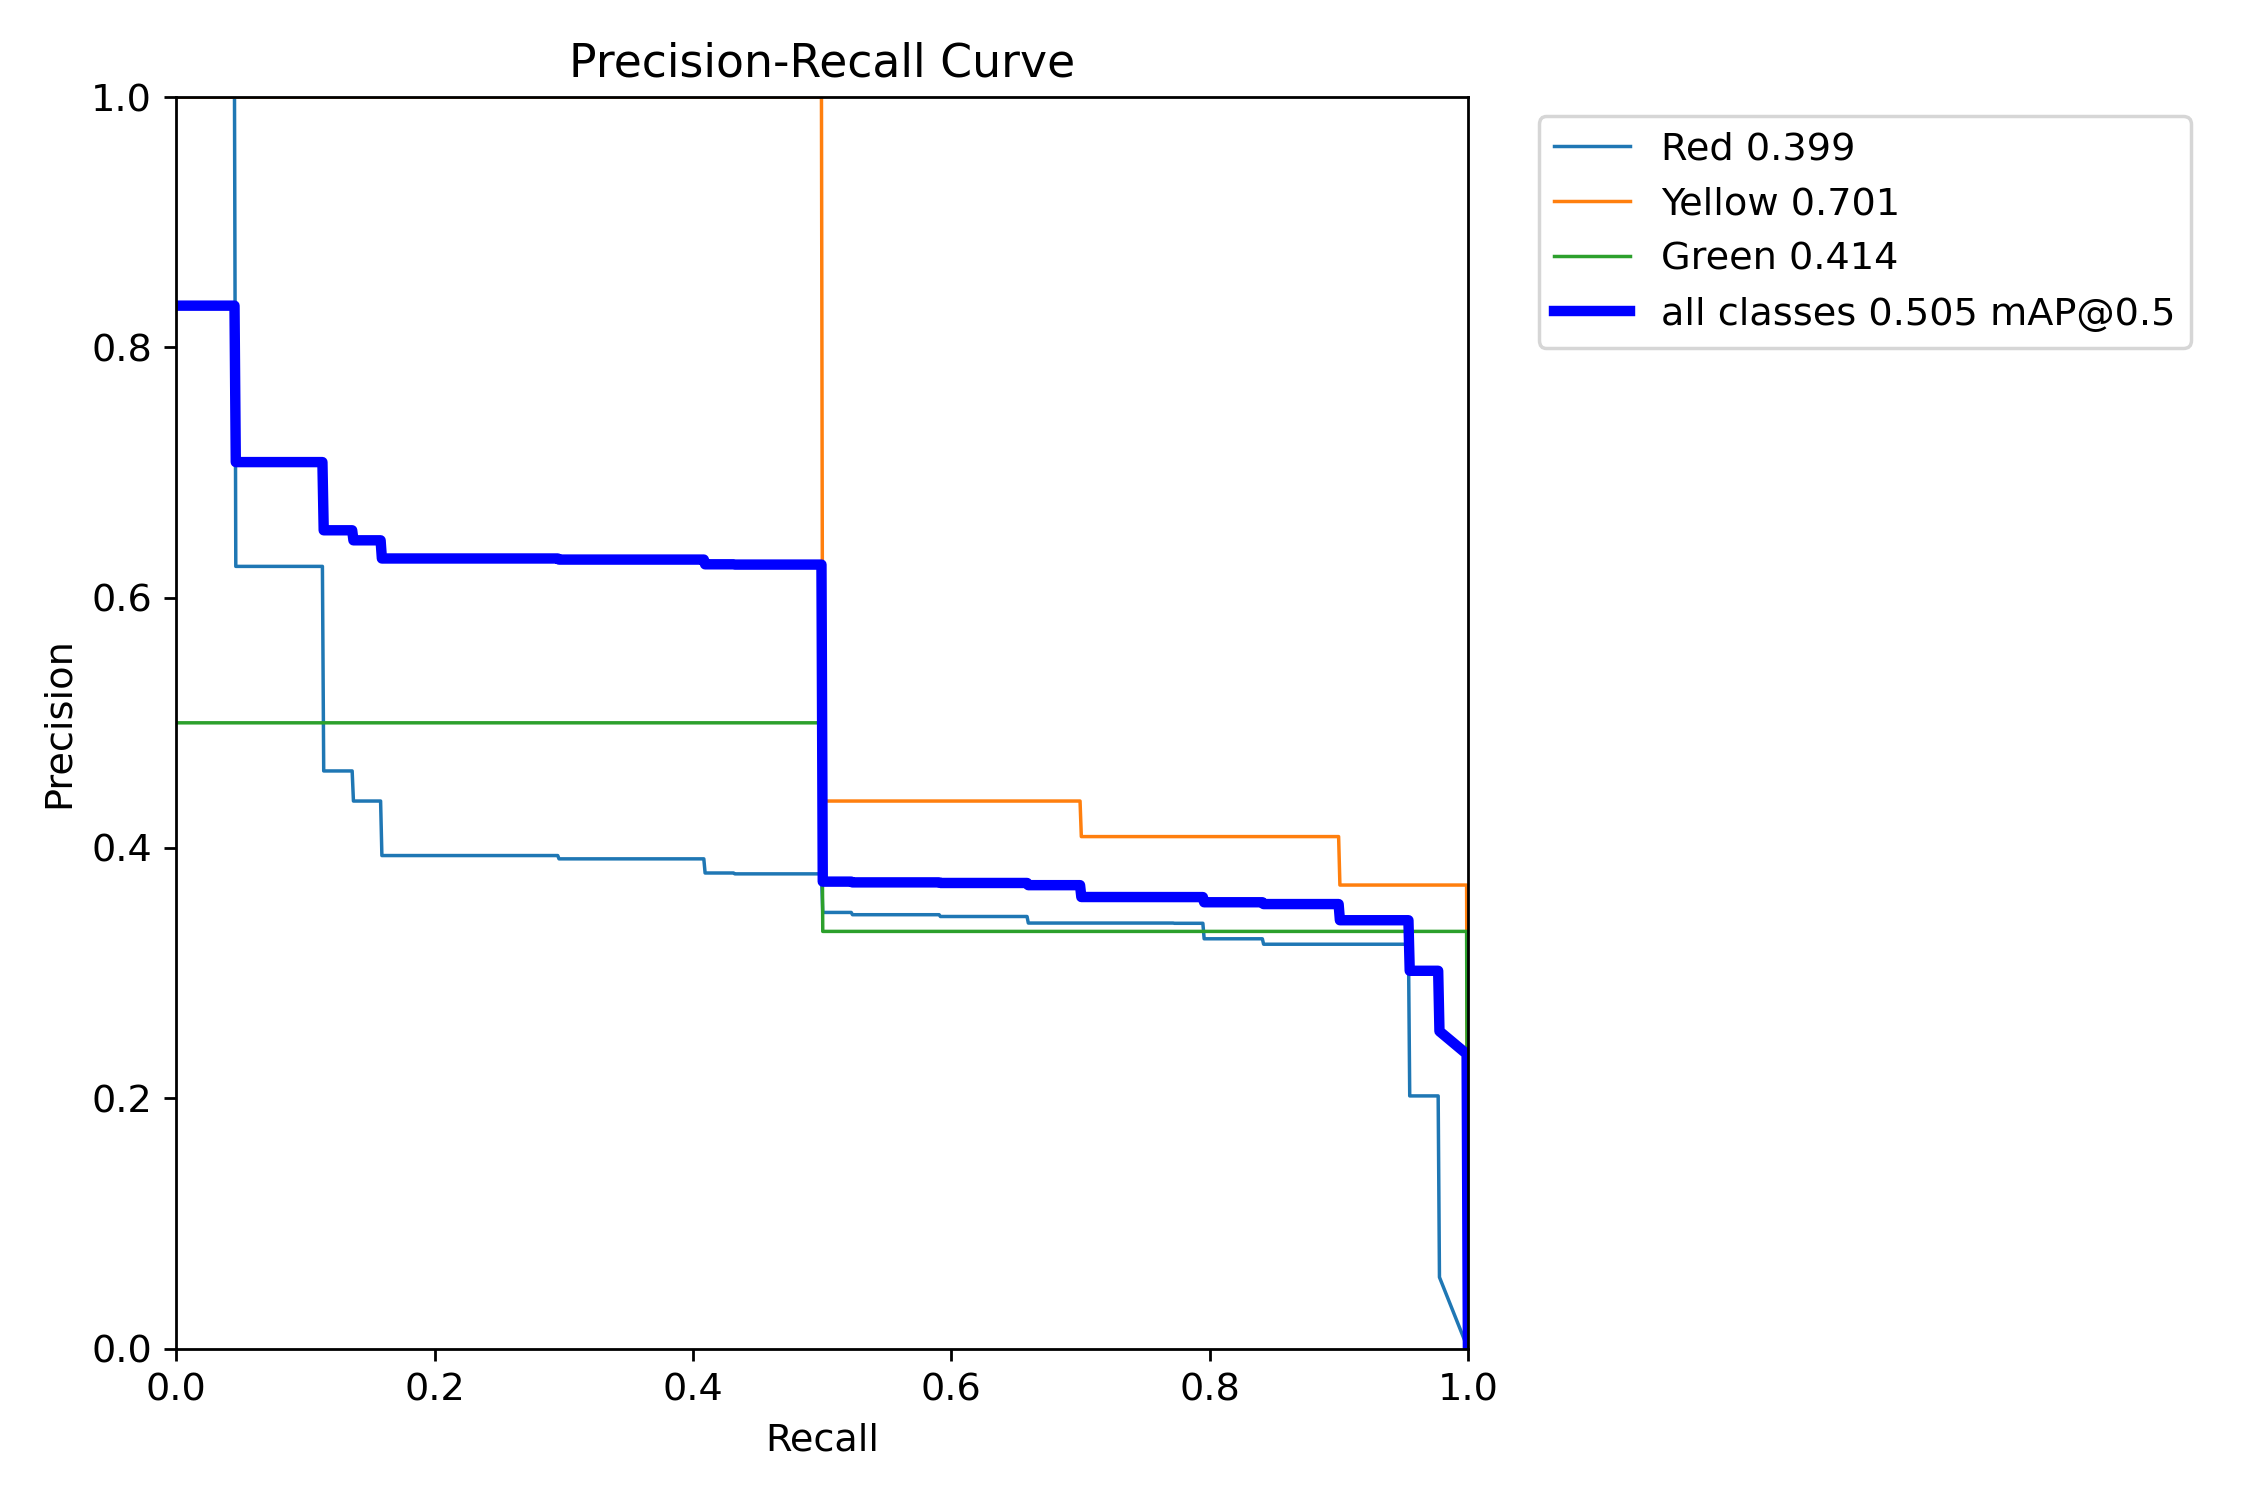 Precision-Recall Curve
1.0
0.8
0.6
0.4
0.2
0.0
Precision
0.0 0.2 0.4 0.6 0.8 1.0
Recall
Red 0.399
Yellow 0.701
Green 0.414
all classes 0.505 mAP@0.5